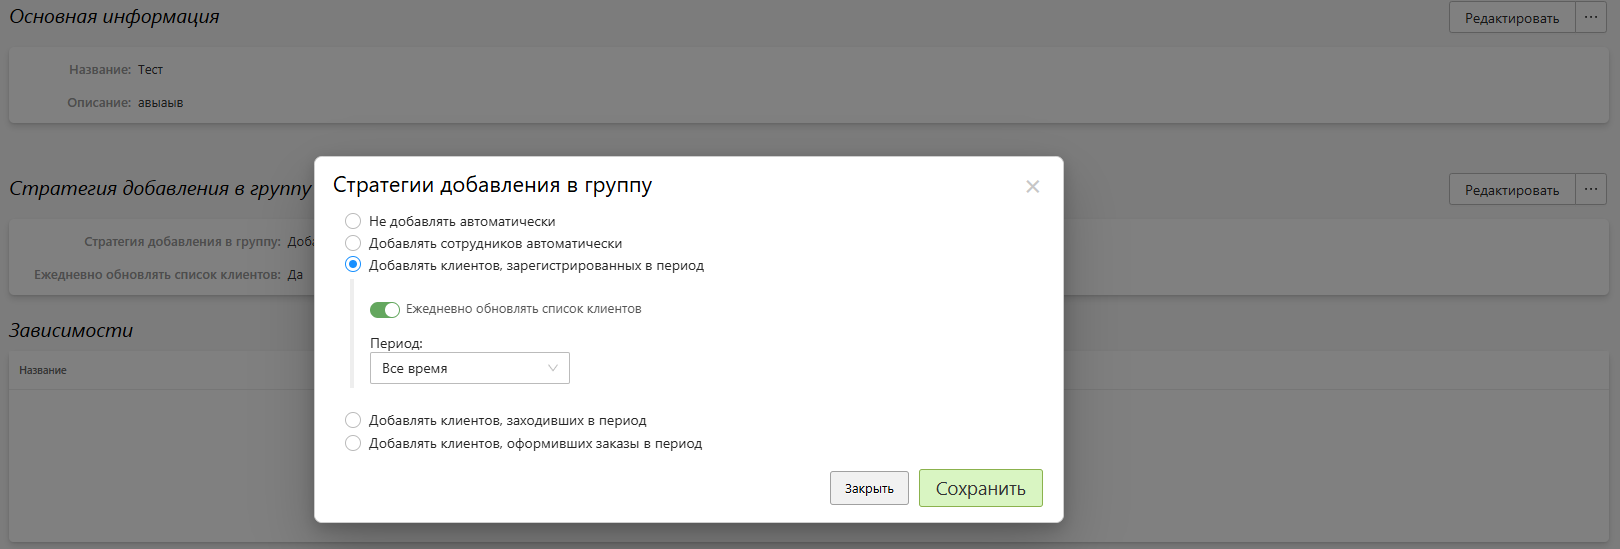 Основная информация
Редактировать ...
Название: Тест
Описание: авыаыв
Стратегия добавления в группу
Редактировать ...
Стратегия добавления в группу:
Ежедневно обновлять список клиентов: Да
Зависимости
Название
Стратегии добавления в группу
Не добавлять автоматически
Добавлять сотрудников автоматически
Добавлять клиентов, зарегистрированных в период
Ежедневно обновлять список клиентов
Период:
Все время
Добавлять клиентов, заходивших в период
Добавлять клиентов, оформивших заказы в период
Закрыть
Сохранить